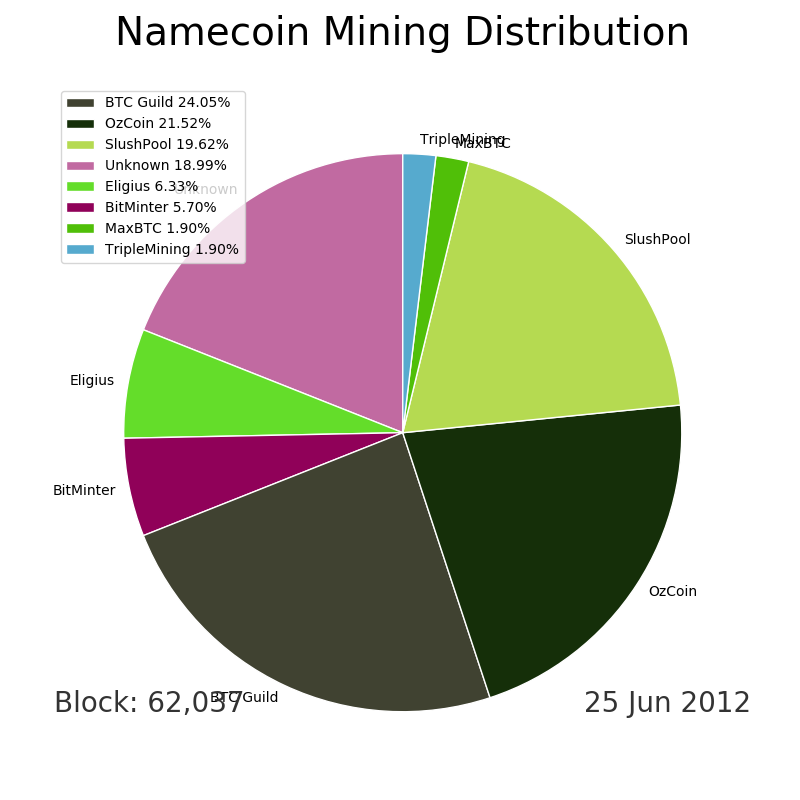 Namecoin Mining Distribution
BTC Guild 24.05%
OzCoin 21.52%
SlushPool 19.62%
Unknown 18.99%
Eligius 6.33%
BitMinter 5.70%
MaxBTC 1.90%
TripleMining 1.90%
TripleMining
MaxBTC
Unknown
SlushPool
Eligius
BitMinter
OzCoin
BTC Guild
Block: 62,037
25 Jun 2012